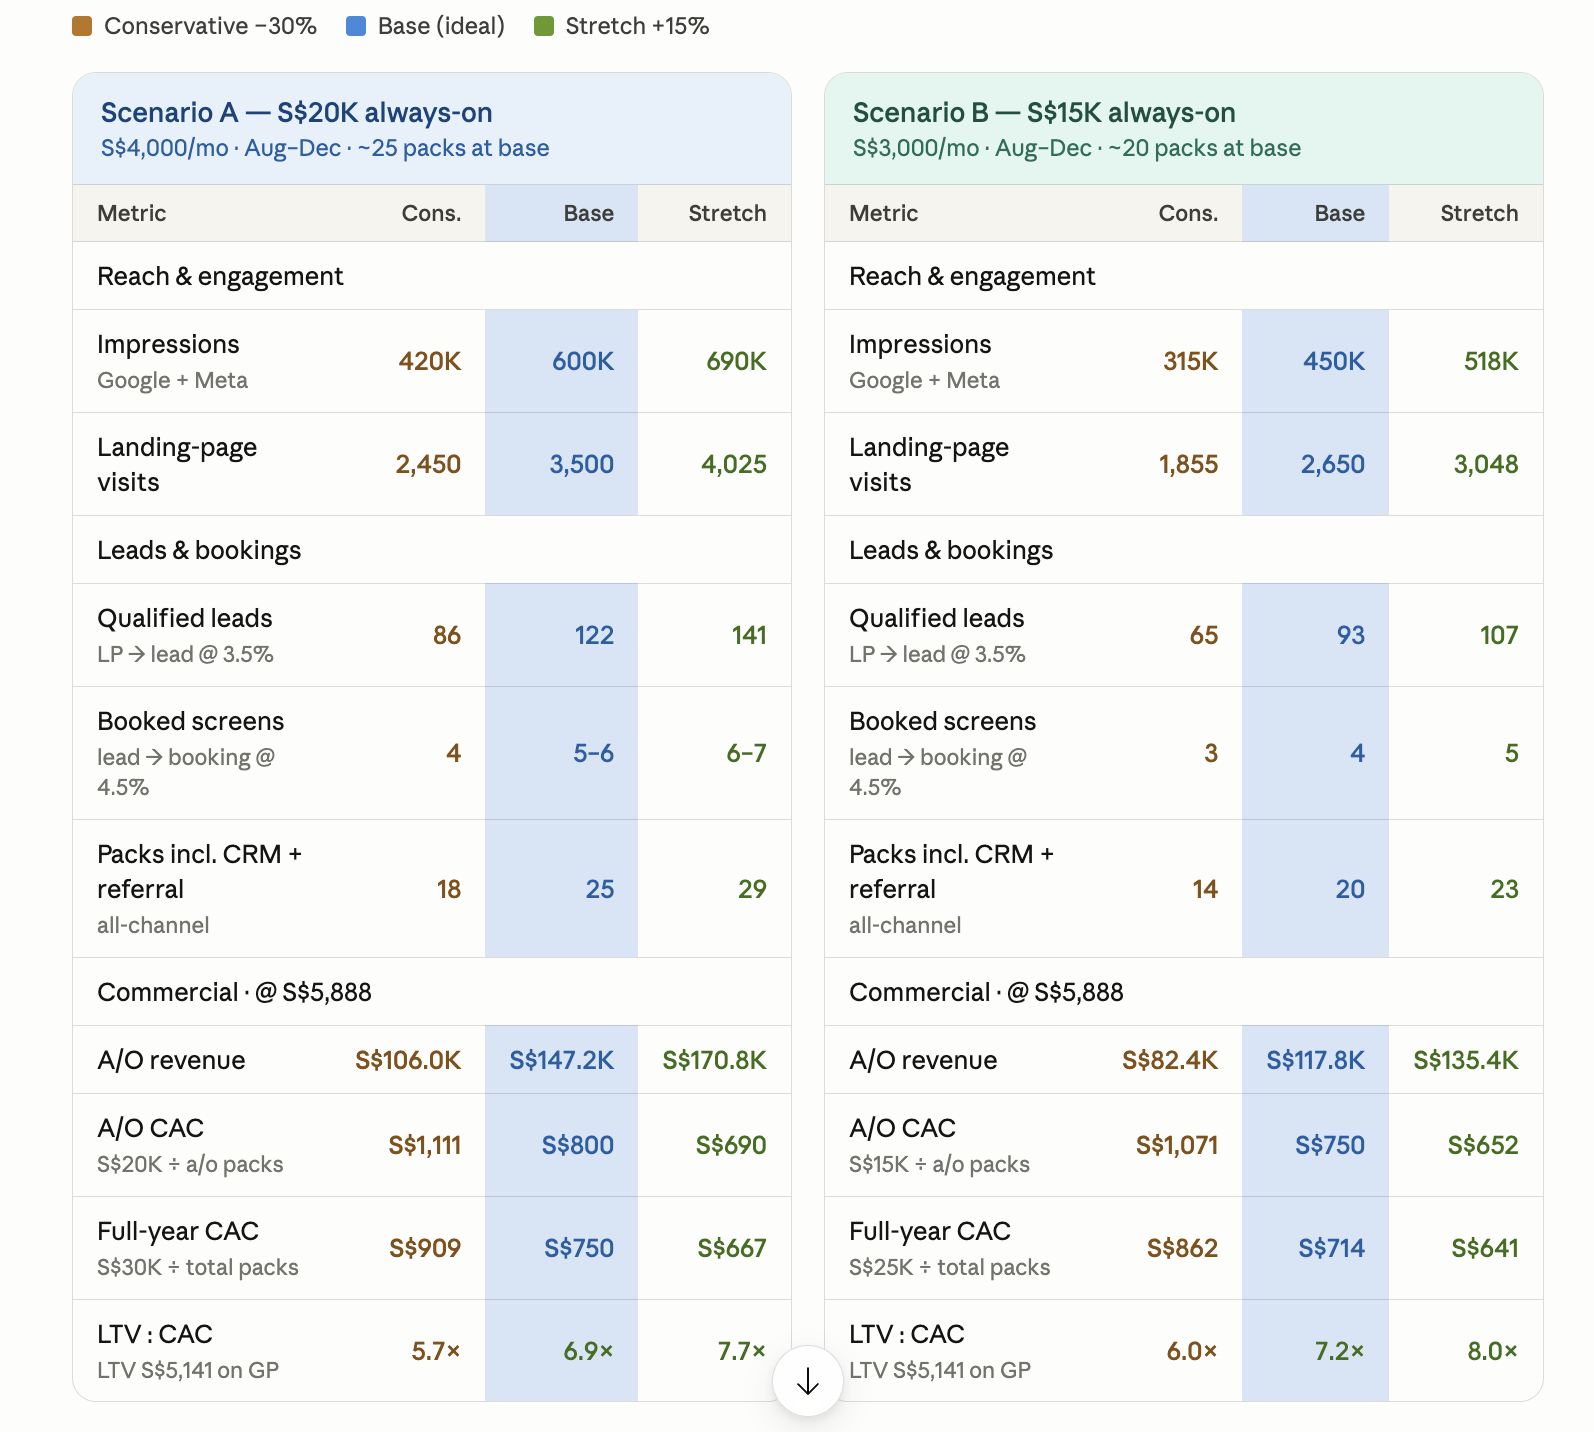 Conservative −30%
Base (ideal)
Stretch +15%
Scenario A — S$20K always-on
S$4,000/mo · Aug–Dec · ~25 packs at base
Metric Cons. Base Stretch
Reach & engagement
Impressions
Google + Meta
420K 600K 690K
Landing-page
visits
2,450 3,500 4,025
Leads & bookings
Qualified leads
LP → lead @ 3.5%
86 122 141
Booked screens
lead → booking @
4.5%
4 5–6 6–7
Packs incl. CRM +
referral
all-channel
18 25 29
Commercial · @ S$5,888
A/O revenue S$106.0K S$147.2K S$170.8K
A/O CAC
S$20K ÷ a/o packs
S$1,111 S$800 S$690
Full-year CAC
S$30K ÷ total packs
S$909 S$750 S$667
LTV : CAC
LTV S$5,141 on GP
5.7× 6.9× 7.7×
Scenario B — S$15K always-on
S$3,000/mo · Aug–Dec · ~20 packs at base
Metric Cons. Base Stretch
Reach & engagement
Impressions
Google + Meta
315K 450K 518K
Landing-page
visits
1,855 2,650 3,048
Leads & bookings
Qualified leads
LP → lead @ 3.5%
65 93 107
Booked screens
lead → booking @
4.5%
3 4 5
Packs incl. CRM +
referral
all-channel
14 20 23
Commercial · @ S$5,888
A/O revenue S$82.4K S$117.8K S$135.4K
A/O CAC
S$15K ÷ a/o packs
S$1,071 S$750 S$652
Full-year CAC
S$25K ÷ total packs
S$862 S$714 S$641
LTV : CAC
LTV S$5,141 on GP
6.0× 7.2× 8.0×